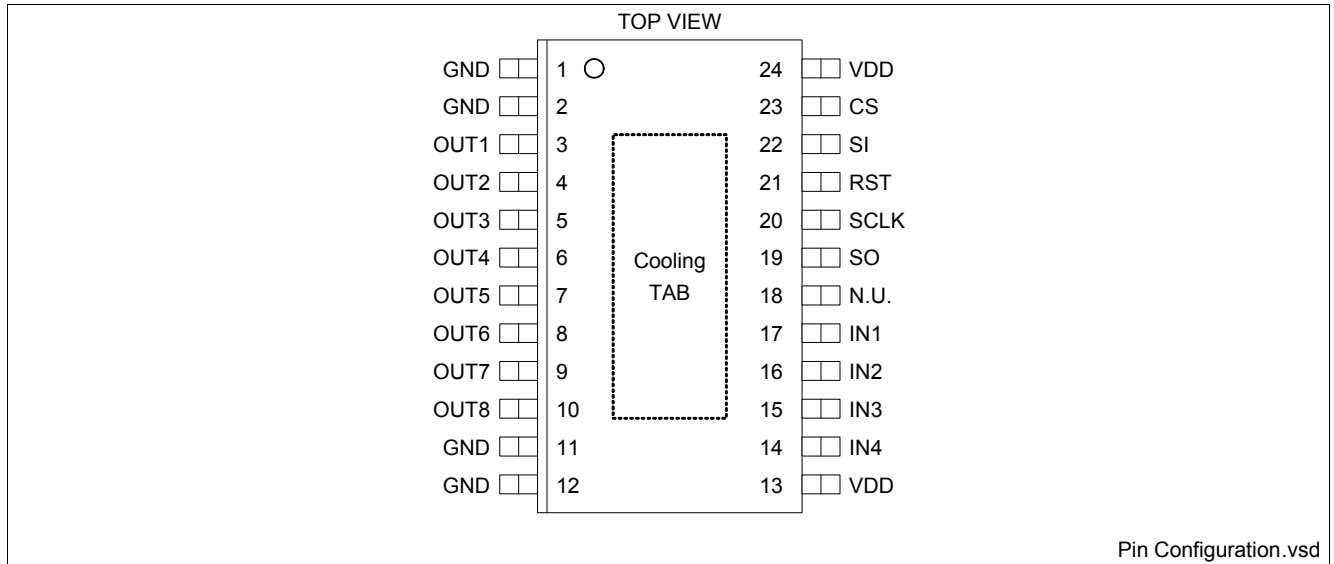 TOP VIEW
GND 1 24 VDD
GND 2 23 CS
OUT1 3 22 SI
OUT2 4 21 RST
OUT3 5 20 SCLK
OUT4 6 Cooling 19 SO
OUT5 7 TAB 18 N.U.
OUT6 8 17 IN1
OUT7 9 16 IN2
OUT8 10 15 IN3
GND 11 14 IN4
GND 12 13 VDD
Pin Configuration.vsd